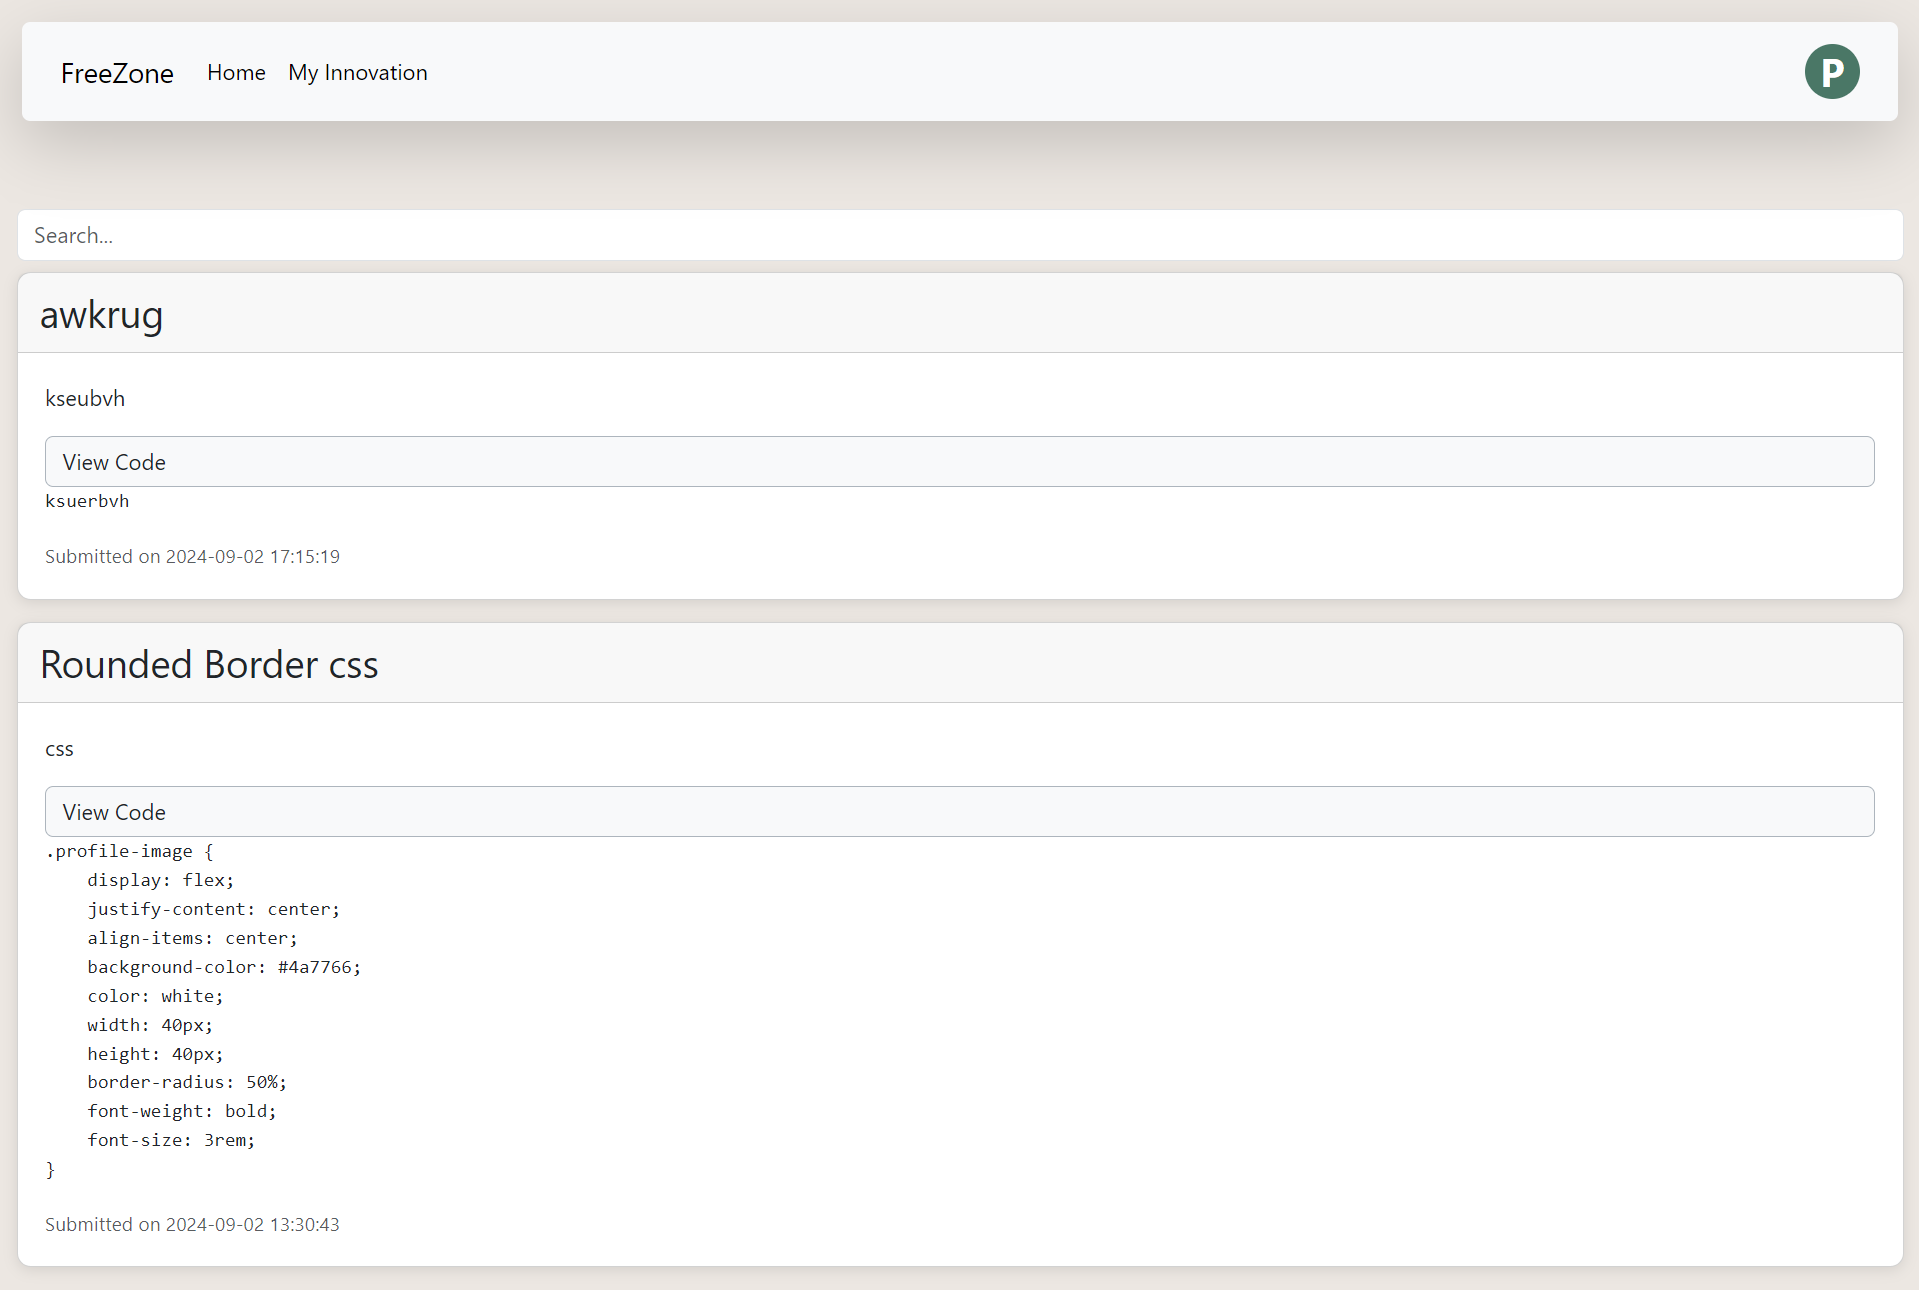 FreeZone Home My Innovation P
Search...
awkrug
kseubvh
View Code
ksuerbvh
Submitted on 2024-09-02 17:15:19
Rounded Border css
css
View Code
.profile-image {
    display: flex;
    justify-content: center;
    align-items: center;
    background-color: #4a7766;
    color: white;
    width: 40px;
    height: 40px;
    border-radius: 50%;
    font-weight: bold;
    font-size: 3rem;
}
Submitted on 2024-09-02 13:30:43